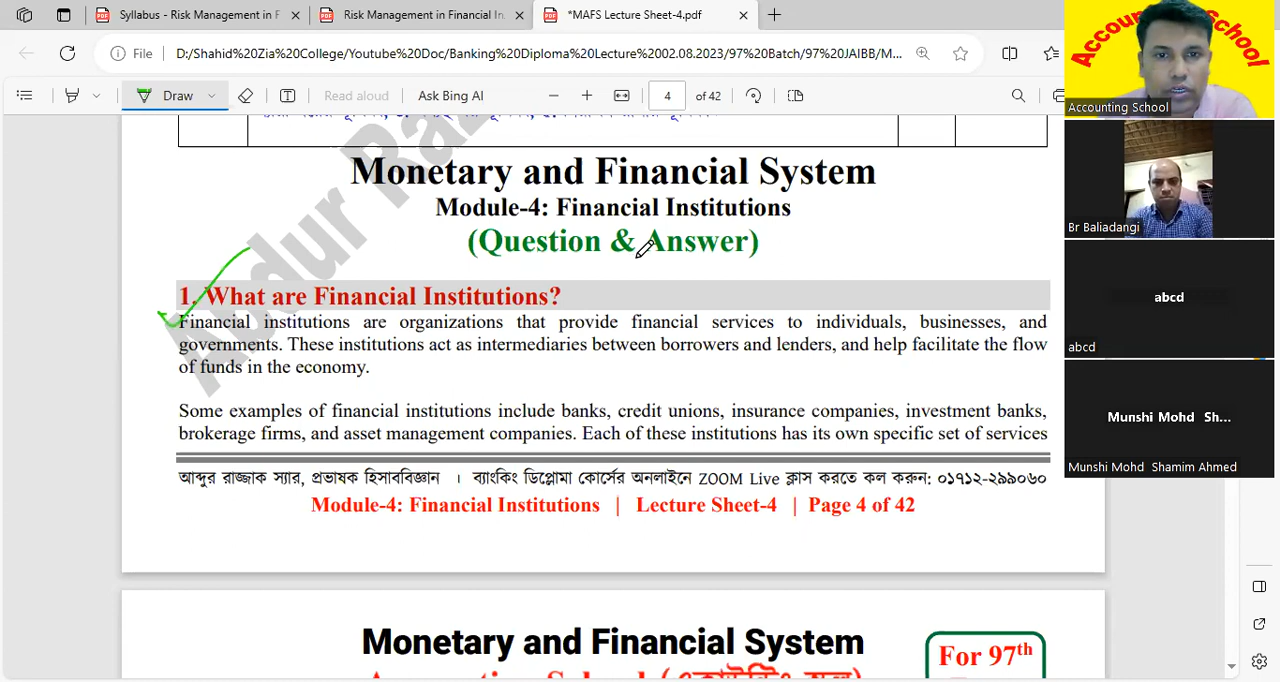 Syllabus - Risk Management in F
Risk Management in Financial In
*MAFS Lecture Sheet-4.pdf
File
D:/Shahid%20Zia%20College/Youtube%20Doc/Banking%20Diploma%20Lecture%2002.08.2023/97%20Batch/97%20JAIBB/M...
Draw
Read aloud
Ask Bing AI
4 of 42
Monetary and Financial System
Module-4: Financial Institutions
(Question & Answer)
1. What are Financial Institutions?
Financial institutions are organizations that provide financial services to individuals, businesses, and
governments. These institutions act as intermediaries between borrowers and lenders, and help facilitate the flow
of funds in the economy.
Some examples of financial institutions include banks, credit unions, insurance companies, investment banks,
brokerage firms, and asset management companies. Each of these institutions has its own specific set of services
আব্দুর রাজ্জাক স্যার, প্রভাষক হিসাববিজ্ঞান । ব্যাংকিং ডিপ্লোমা কোর্সের অনলাইনে ZOOM Live ক্লাস করতে কল করুন: ০১৭১২-২৯৯০৬০
Module-4: Financial Institutions | Lecture Sheet-4 | Page 4 of 42
Monetary and Financial System
For 97th
Abdur
Accounting School
Br Baliadangi
abcd
abcd
Munshi Mohd Sh...
Munshi Mohd Shamim Ahmed